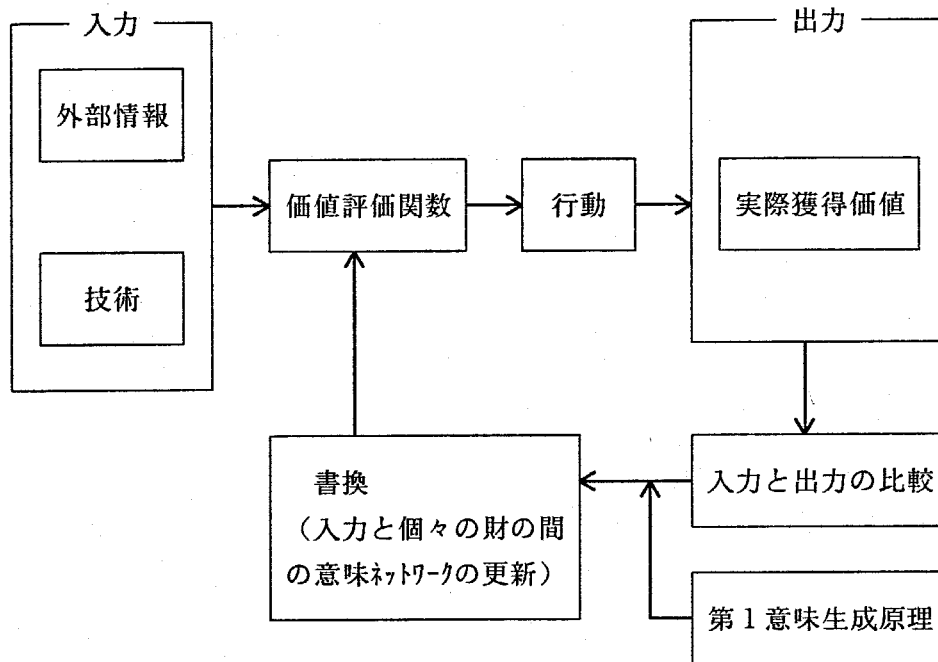 入力
出力
外部情報
技術
価値評価関数
行動
実際獲得価値
書換
（入力と個々の財の間
の意味ﾈｯﾄﾜｰｸの更新）
入力と出力の比較
第１意味生成原理